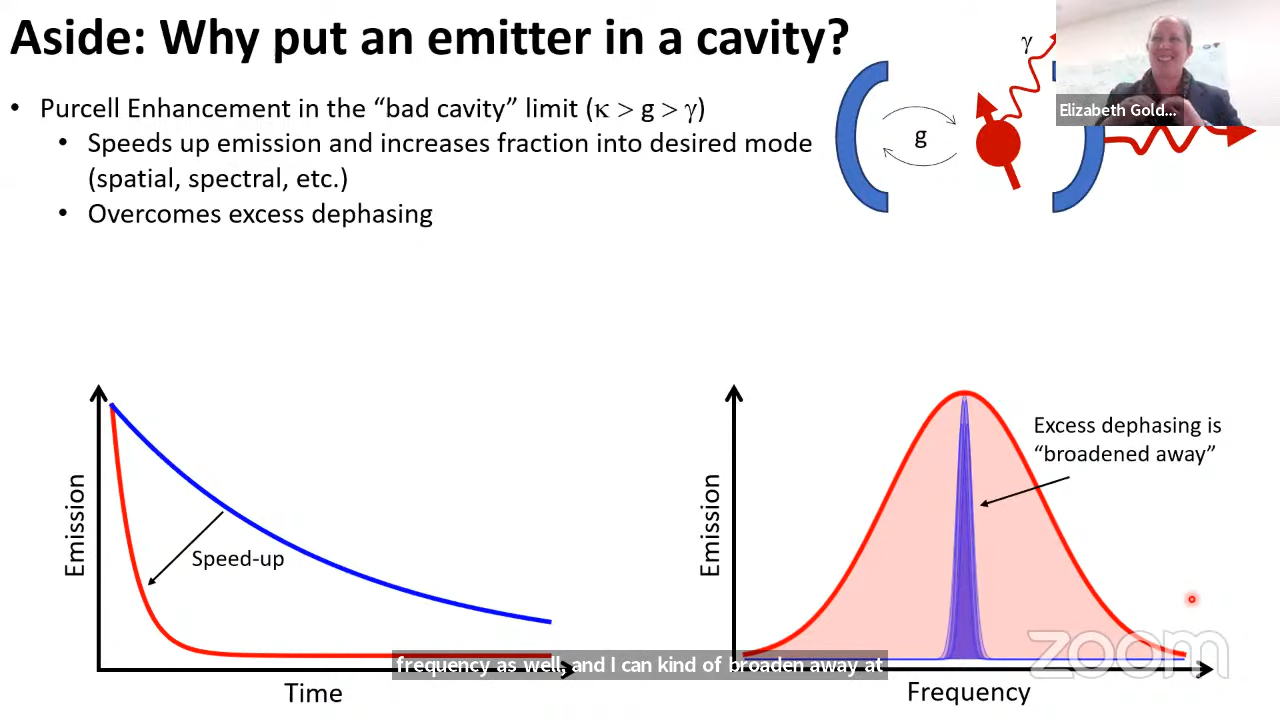 Aside: Why put an emitter in a cavity?
γ
Elizabeth Gold...
• Purcell Enhancement in the “bad cavity” limit (κ > g > γ)
• Speeds up emission and increases fraction into desired mode
(spatial, spectral, etc.)
• Overcomes excess dephasing
g
Emission
Speed-up
Time
Emission
Excess dephasing is
“broadened away”
Frequency
frequency as well, and I can kind of broaden away at
zoom